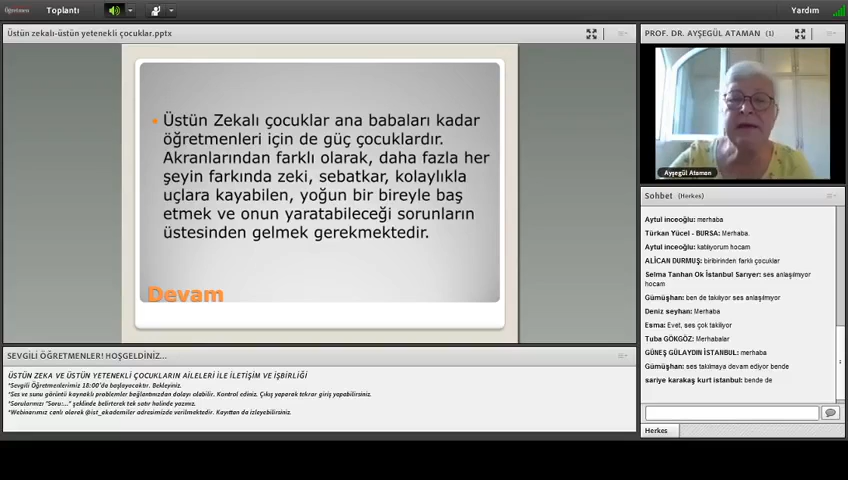 Öğretmen Toplantı Yardım
Üstün zekalı-üstün yetenekli çocuklar.pptx
Üstün Zekalı çocuklar ana babaları kadar
öğretmenleri için de güç çocuklardır.
Akranlarından farklı olarak, daha fazla her
şeyin farkında zeki, sebatkar, kolaylıkla
uçlara kayabilen, yoğun bir bireyle baş
etmek ve onun yaratabileceği sorunların
üstesinden gelmek gerekmektedir.
Devam
SEVGİLİ ÖĞRETMENLER! HOŞGELDİNİZ...
ÜSTÜN ZEKA VE ÜSTÜN YETENEKLİ ÇOCUKLARIN AİLELERİ İLE İLETİŞİM VE İŞBİRLİĞİ
*Sevgili Öğretmenlerimiz 18:00'da başlayacaktır. Bekleyiniz.
*Ses ve sunu görüntü kaynaklı problemler bağlantınızdan dolayı olabilir. Kontrol ediniz. Çıkış yaparak tekrar giriş yapabilirsiniz.
*Sorularınızı "Soru:..." şeklinde belirterek tek satır halinde yazınız.
*Webinarımız canlı olarak @ist_akademiler adresimizde verilmektedir. Kayıttan da izleyebilirsiniz.
PROF. DR. AYŞEGÜL ATAMAN (1)
Ayşegül Ataman
Sohbet (Herkes)
Aytul inceoğlu: merhaba
Türkan Yücel - BURSA: Merhaba.
Aytul inceoğlu: katılıyorum hocam
ALİCAN DURMUŞ: biribirinden farklı çocuklar
Selma Tanhan Ok İstanbul Sarıyer: ses anlaşılmıyor
hocam
Gümüşhan: ben de takılıyor ses anlaşılmıyor
Deniz seyhan: Merhaba
Esma: Evet, ses çok takılıyor
Tuba GÖKGÖZ: Merhabalar
GÜNEŞ GÜLAYDIN İSTANBUL: merhaba
Gümüşhan: ses takılmaya devam ediyor bende
sariye karakaş kurt istanbul: bende de
Herkes